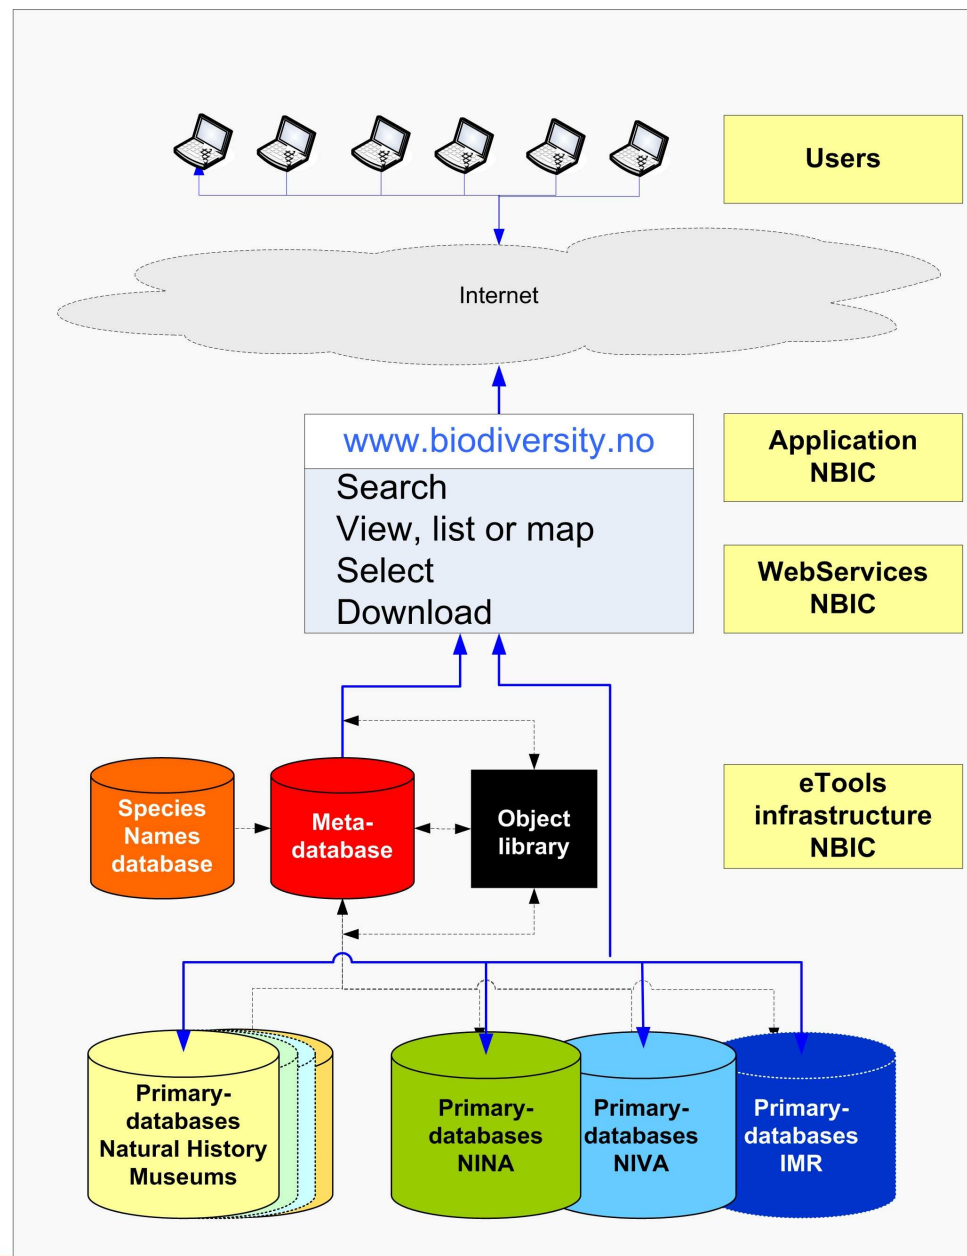 Users
Internet
www.biodiversity.no
Search
View, list or map
Select
Download
Application
NBIC
WebServices
NBIC
Species
Names
database
Meta-
database
Object
library
eTools
infrastructure
NBIC
Primary-
databases
Natural History
Museums
Primary-
databases
NINA
Primary-
databases
NIVA
Primary-
databases
IMR